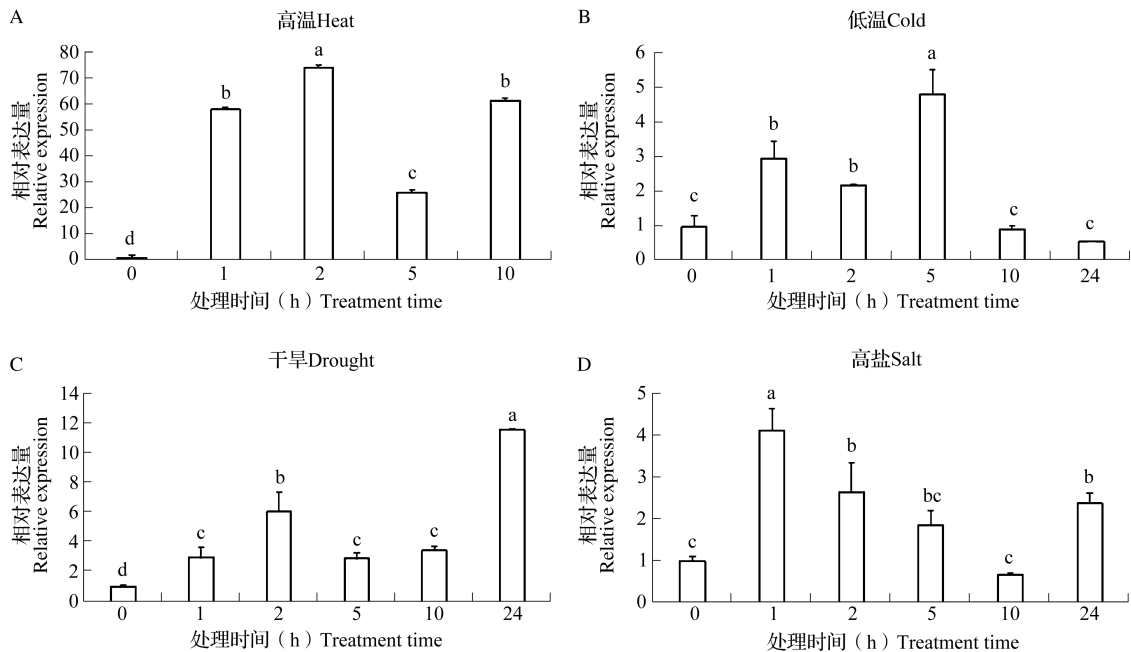 A
高温Heat
相对表达量
Relative expression
80
70
60
50
40
30
20
10
0
d
b
a
c
b
0 1 2 5 10
处理时间（h）Treatment time
B
低温Cold
相对表达量
Relative expression
6
5
4
3
2
1
0
c
b
b
a
c
c
0 1 2 5 10 24
处理时间（h）Treatment time
C
干旱Drought
相对表达量
Relative expression
14
12
10
8
6
4
2
0
d
c
b
c
c
a
0 1 2 5 10 24
处理时间（h）Treatment time
D
高盐Salt
相对表达量
Relative expression
5
4
3
2
1
0
c
a
b
bc
c
b
0 1 2 5 10 24
处理时间（h）Treatment time